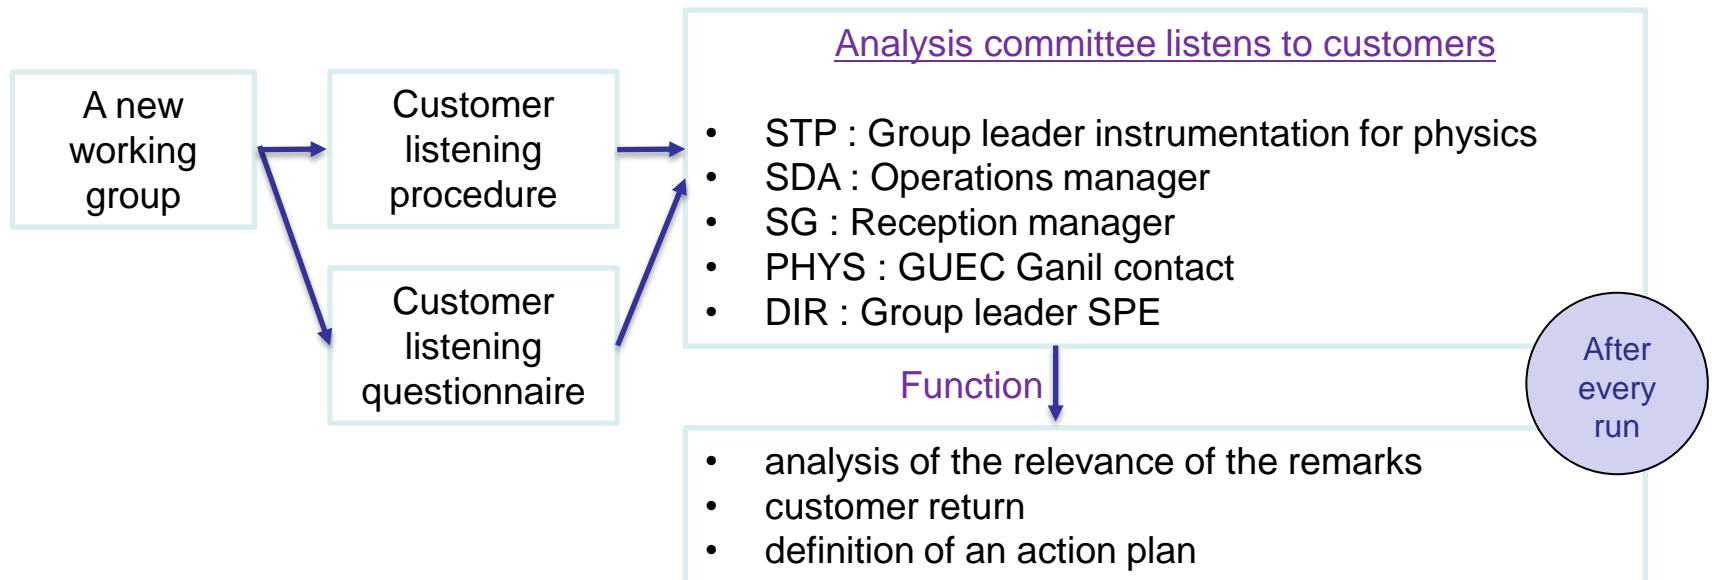 A new
working
group
Customer
listening
procedure
Customer
listening
questionnaire
Analysis committee listens to customers
• STP : Group leader instrumentation for physics
• SDA : Operations manager
• SG : Reception manager
• PHYS : GUEC Ganil contact
• DIR : Group leader SPE
Function
After
every
run
• analysis of the relevance of the remarks
• customer return
• definition of an action plan